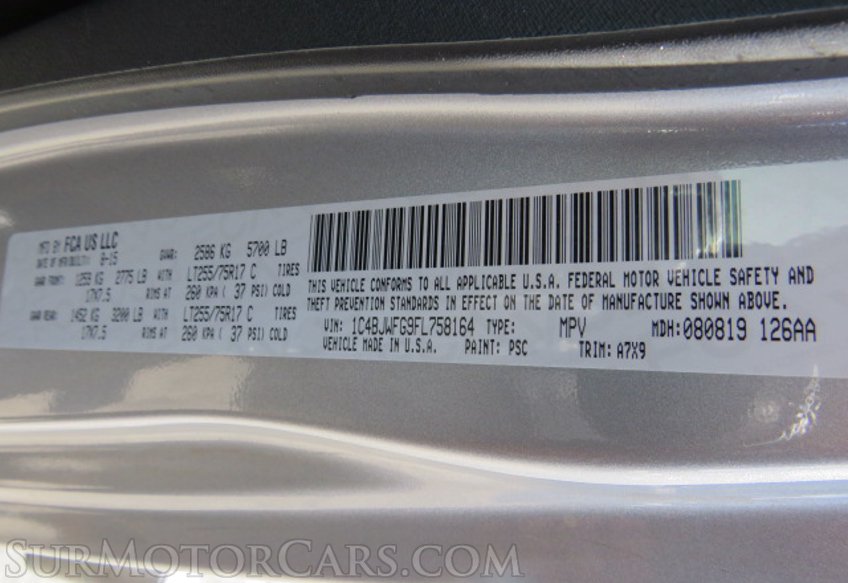 MFD BY FCA US LLC
DATE OF MFR/BUILT: 8-15 GVWR: 2586 KG 5700 LB
GAWR FRONT: 1259 KG 2775 LB WITH LT255/75R17 C TIRES
17X7.5 RIMS AT 260 KPA ( 37 PSI) COLD
GAWR REAR: 1452 KG 3200 LB WITH LT255/75R17 C TIRES
17X7.5 RIMS AT 260 KPA ( 37 PSI) COLD
THIS VEHICLE CONFORMS TO ALL APPLICABLE U.S.A. FEDERAL MOTOR VEHICLE SAFETY AND
THEFT PREVENTION STANDARDS IN EFFECT ON THE DATE OF MANUFACTURE SHOWN ABOVE.
VIN: 1C4BJWFG9FL758164 TYPE: MPV MDH:080819 126AA
VEHICLE MADE IN U.S.A. PAINT: PSC TRIM: A7X9
SURMOTORCARS.COM